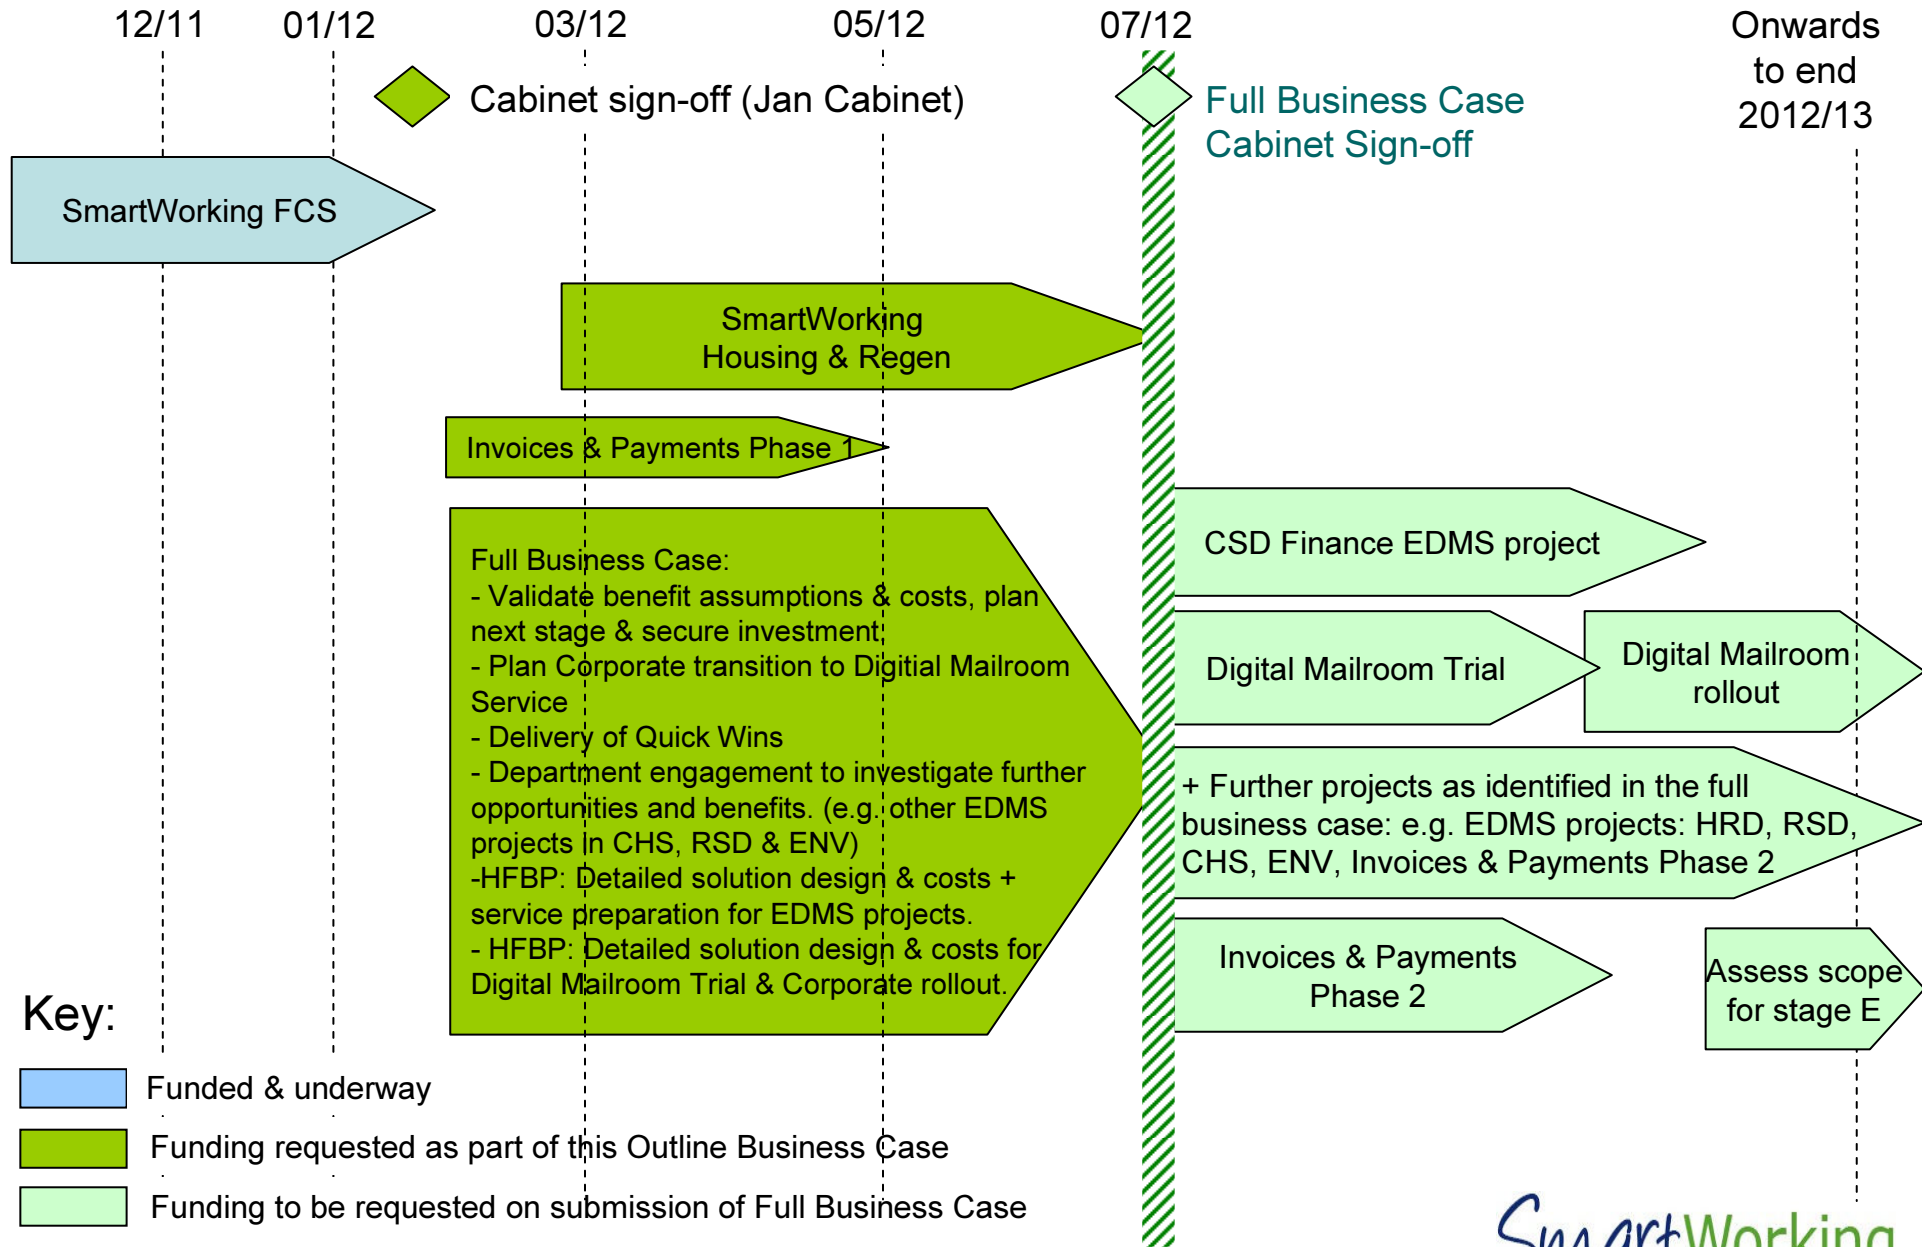 12/11
01/12
03/12
05/12
07/12
Onwards
to end
2012/13
Cabinet sign-off (Jan Cabinet)
Full Business Case
Cabinet Sign-off
SmartWorking FCS
SmartWorking
Housing & Regen
Invoices & Payments Phase 1
Full Business Case:
- Validate benefit assumptions & costs, plan
next stage & secure investment,
- Plan Corporate transition to Digitial Mailroom
Service
- Delivery of Quick Wins
- Department engagement to investigate further
opportunities and benefits. (e.g. other EDMS
projects in CHS, RSD & ENV)
-HFBP: Detailed solution design & costs +
service preparation for EDMS projects.
- HFBP: Detailed solution design & costs for
Digital Mailroom Trial & Corporate rollout.
CSD Finance EDMS project
Digital Mailroom Trial
Digital Mailroom
rollout
+ Further projects as identified in the full
business case: e.g. EDMS projects: HRD, RSD,
CHS, ENV, Invoices & Payments Phase 2
Invoices & Payments
Phase 2
Assess scope
for stage E
Key:
Funded & underway
Funding requested as part of this Outline Business Case
Funding to be requested on submission of Full Business Case
SmartWorking